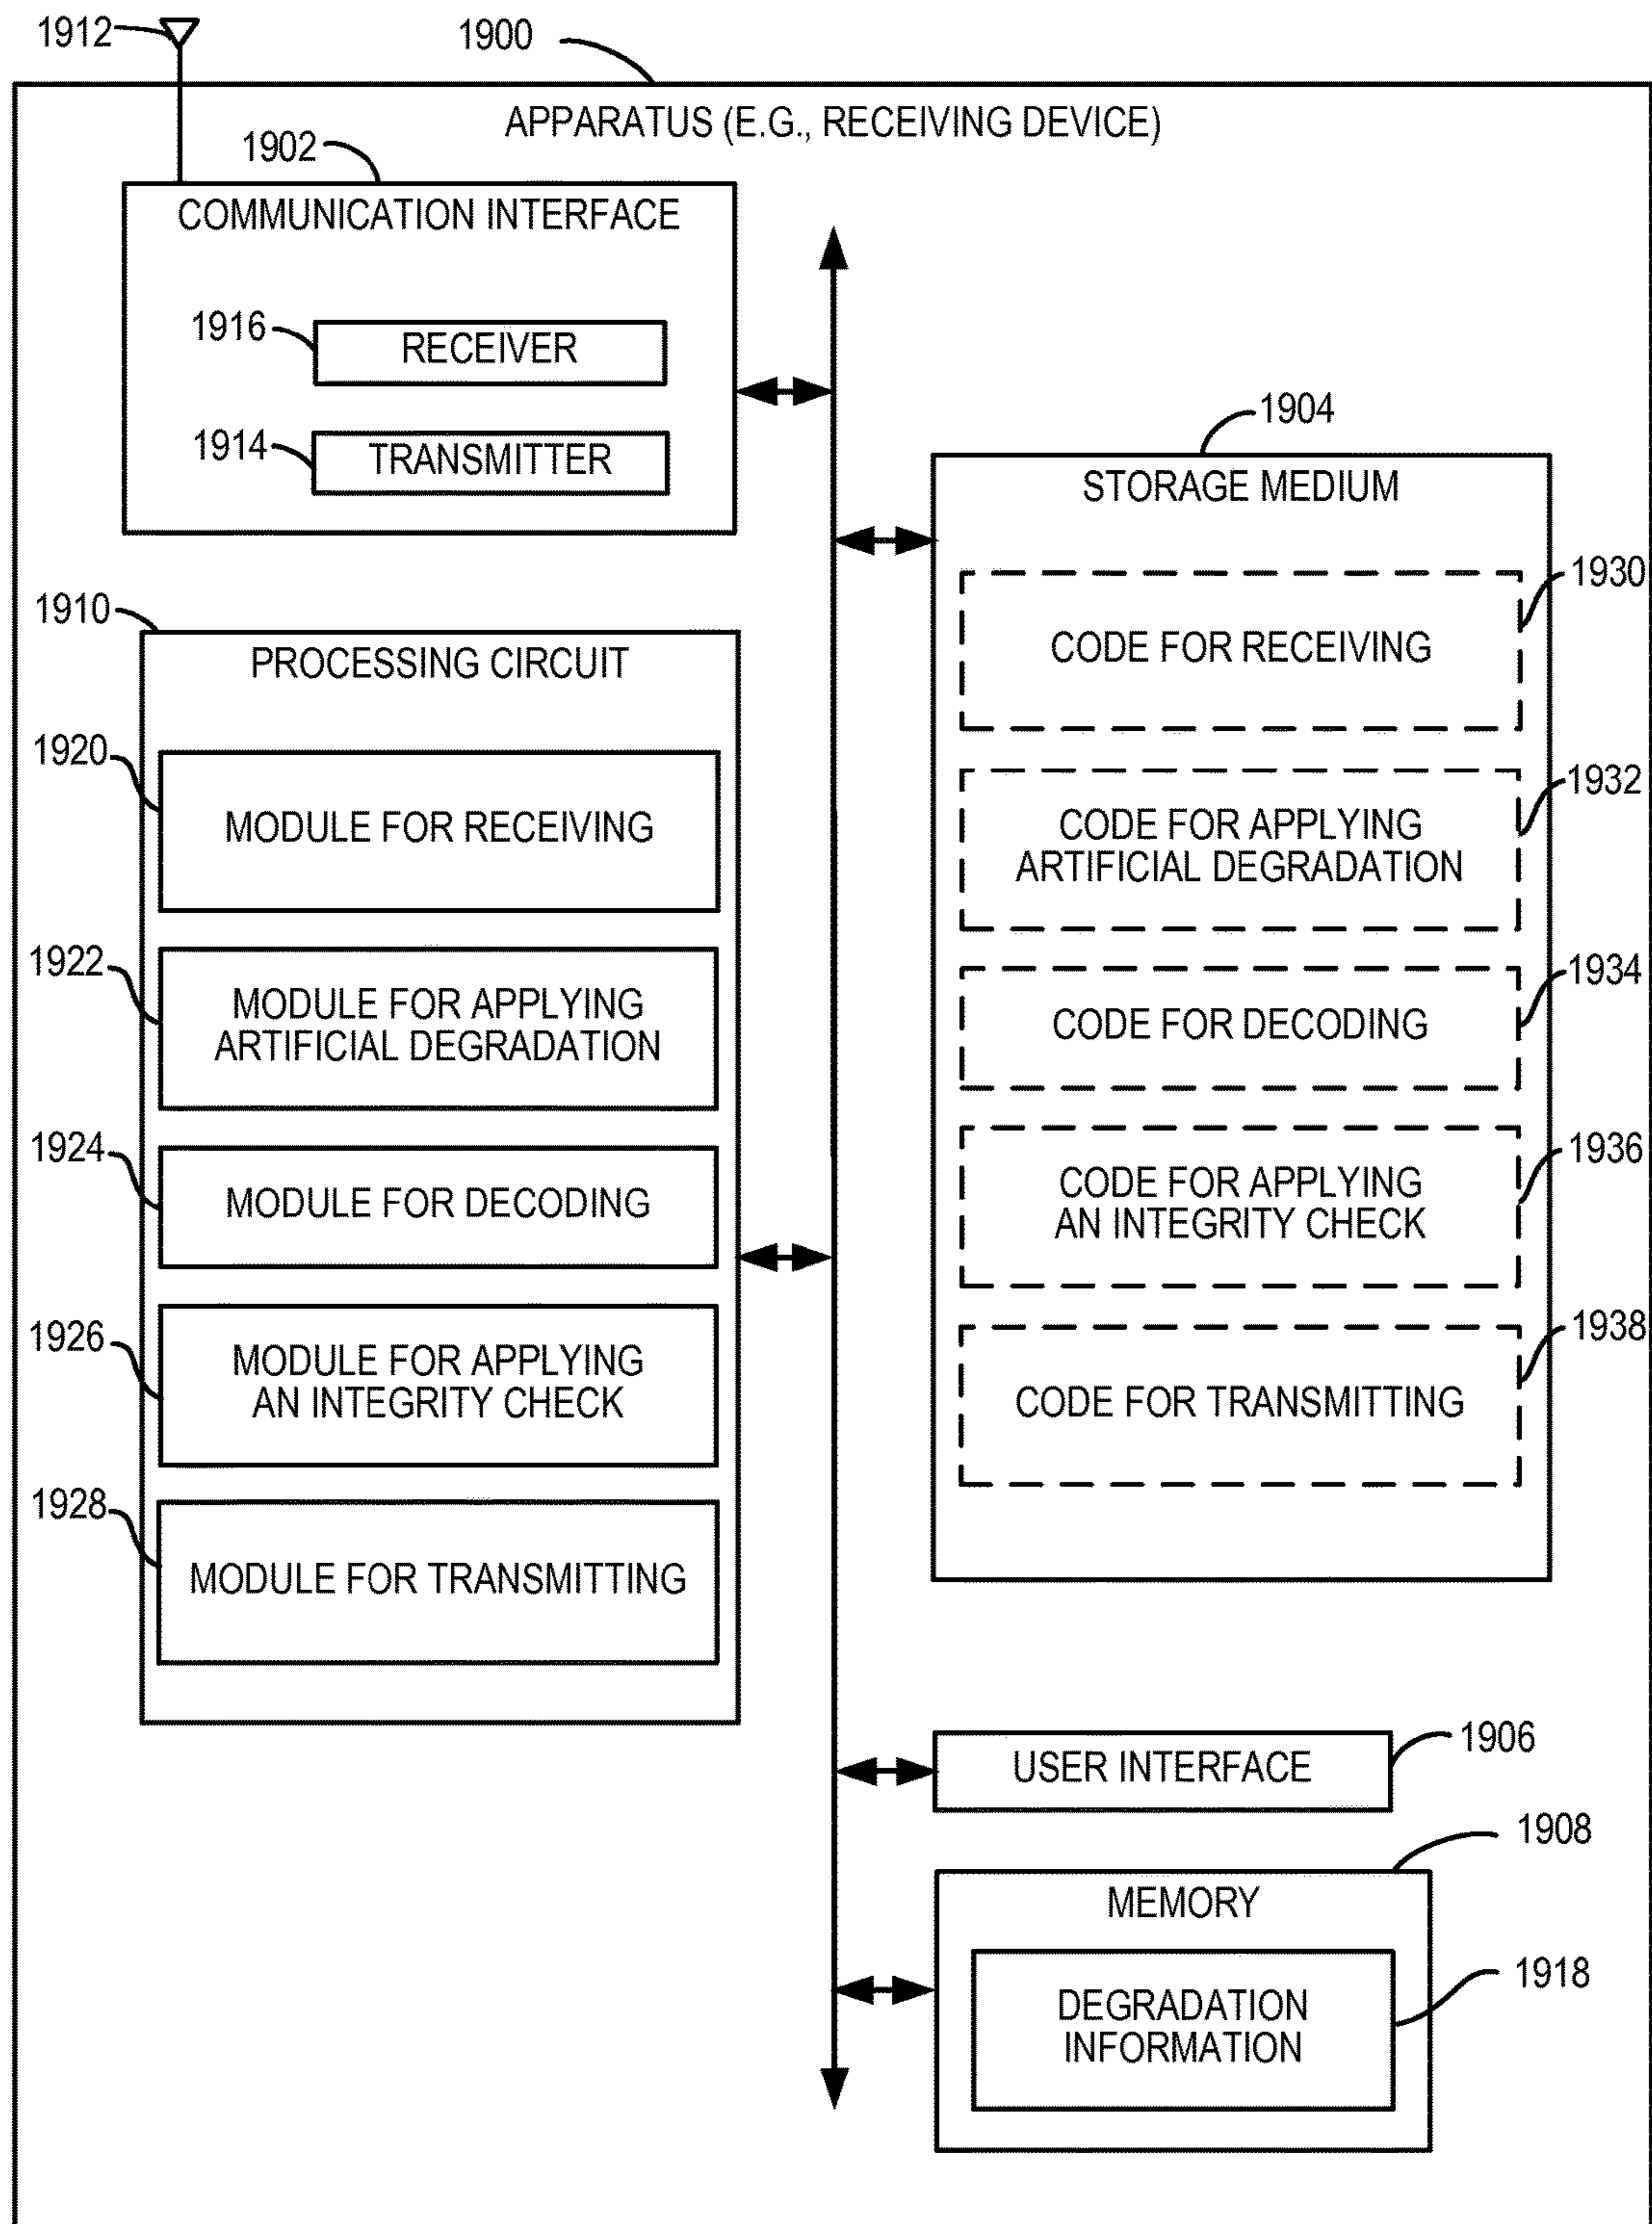 1912
1900
APPARATUS (E.G., RECEIVING DEVICE)
1902
COMMUNICATION INTERFACE
1916
RECEIVER
1914
TRANSMITTER
1904
STORAGE MEDIUM
1930
CODE FOR RECEIVING
1932
CODE FOR APPLYING
ARTIFICIAL DEGRADATION
1934
CODE FOR DECODING
1936
CODE FOR APPLYING
AN INTEGRITY CHECK
1938
CODE FOR TRANSMITTING
1910
PROCESSING CIRCUIT
1920
MODULE FOR RECEIVING
1922
MODULE FOR APPLYING
ARTIFICIAL DEGRADATION
1924
MODULE FOR DECODING
1926
MODULE FOR APPLYING
AN INTEGRITY CHECK
1928
MODULE FOR TRANSMITTING
1906
USER INTERFACE
1908
MEMORY
1918
DEGRADATION
INFORMATION